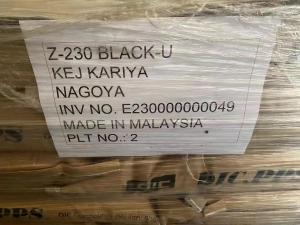 Z-230 BLACK-U
KEJ KARIYA
NAGOYA
INV NO. E230000000049
MADE IN MALAYSIA
PLT NO.: 2
DIC.PPS